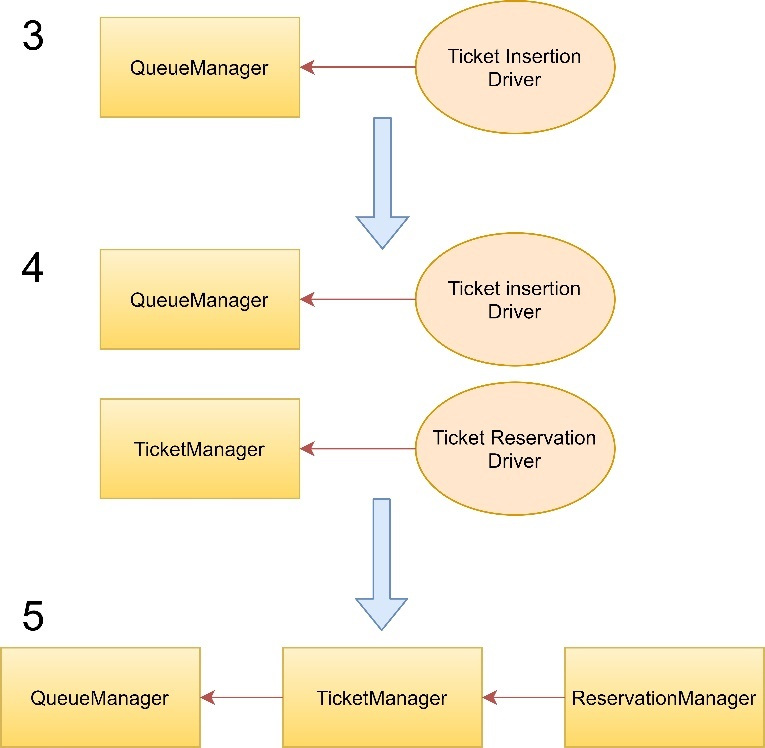 3
QueueManager
Ticket Insertion
Driver
4
QueueManager
Ticket insertion
Driver
TicketManager
Ticket Reservation
Driver
5
QueueManager
TicketManager
ReservationManager